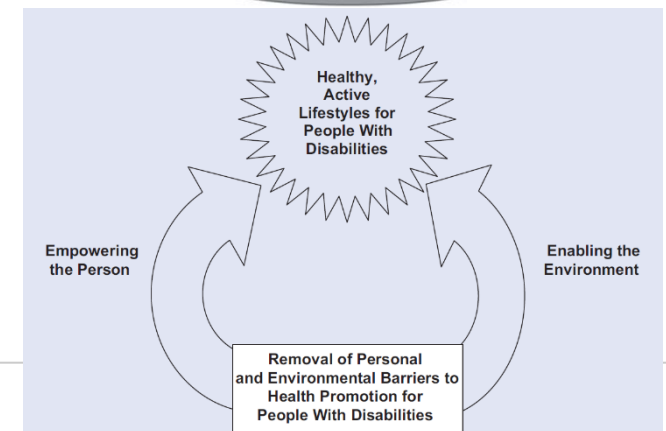 Healthy,
Active
Lifestyles for
People With
Disabilities
Empowering
the Person
Enabling the
Environment
Removal of Personal
and Environmental Barriers to
Health Promotion for
People With Disabilities